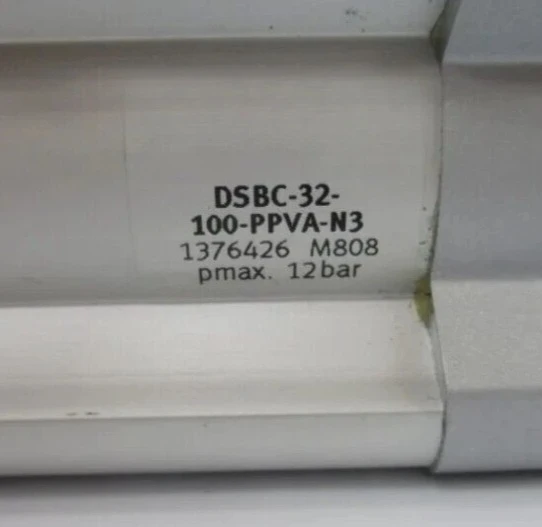 DSBC-32-
100-PPVA-N3
1376426 M808
pmax. 12bar